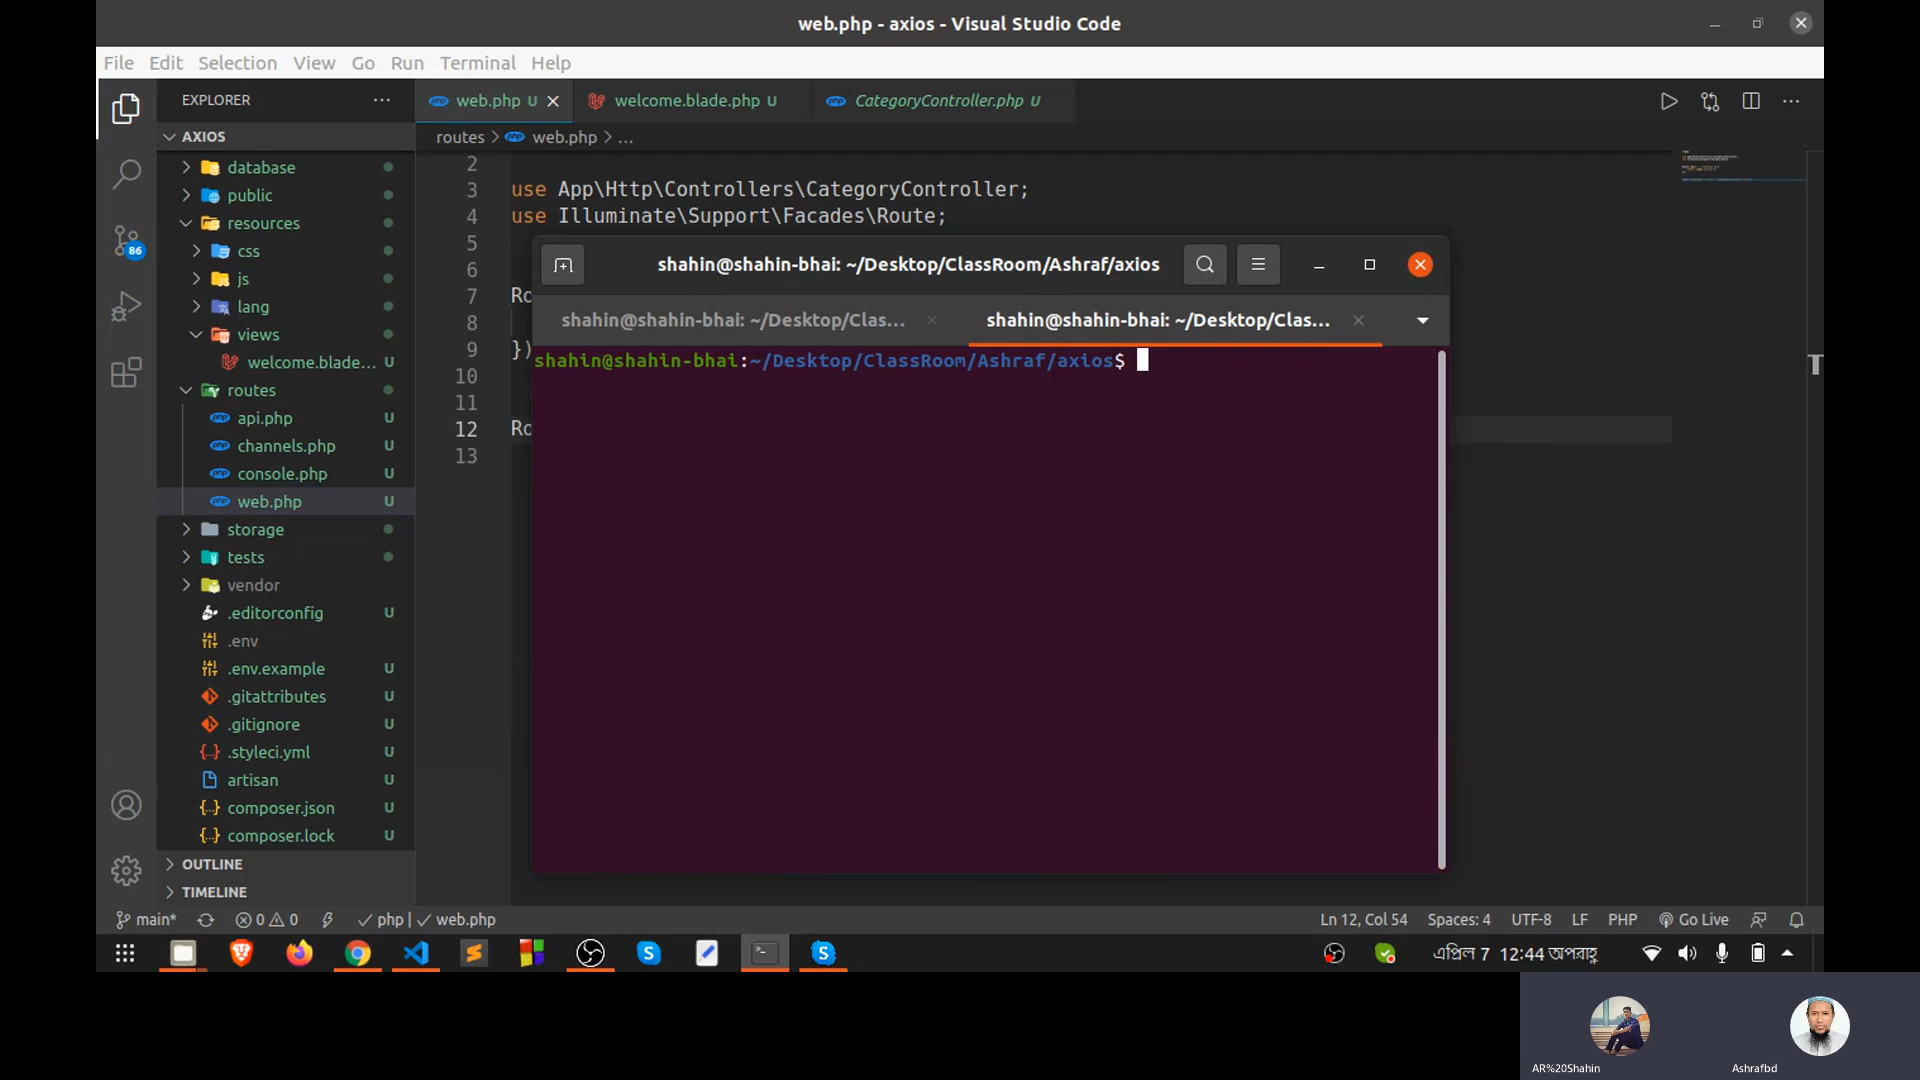 web.php - axios - Visual Studio Code
File Edit Selection View Go Run Terminal Help
EXPLORER
web.php U
welcome.blade.php U
CategoryController.php U
AXIOS
routes > web.php > ...
database
public
resources
css
js
lang
views
welcome.blade... U
routes
api.php U
channels.php U
console.php U
web.php U
storage
tests
vendor
.editorconfig U
.env
.env.example U
.gitattributes U
.gitignore U
.styleci.yml U
artisan U
composer.json U
composer.lock U
OUTLINE
TIMELINE
86
2
3 use App\Http\Controllers\CategoryController;
4 use Illuminate\Support\Facades\Route;
5
6
7 Ro
8
9 })
10
11
12 Ro
13
shahin@shahin-bhai: ~/Desktop/ClassRoom/Ashraf/axios
shahin@shahin-bhai: ~/Desktop/Clas...
shahin@shahin-bhai: ~/Desktop/Clas...
shahin@shahin-bhai:~/Desktop/ClassRoom/Ashraf/axios$
main* 0 0 php | web.php
Ln 12, Col 54 Spaces: 4 UTF-8 LF PHP Go Live
এপ্রিল 7 12:44 অপরাহ্ণ
AR%20Shahin
Ashrafbd